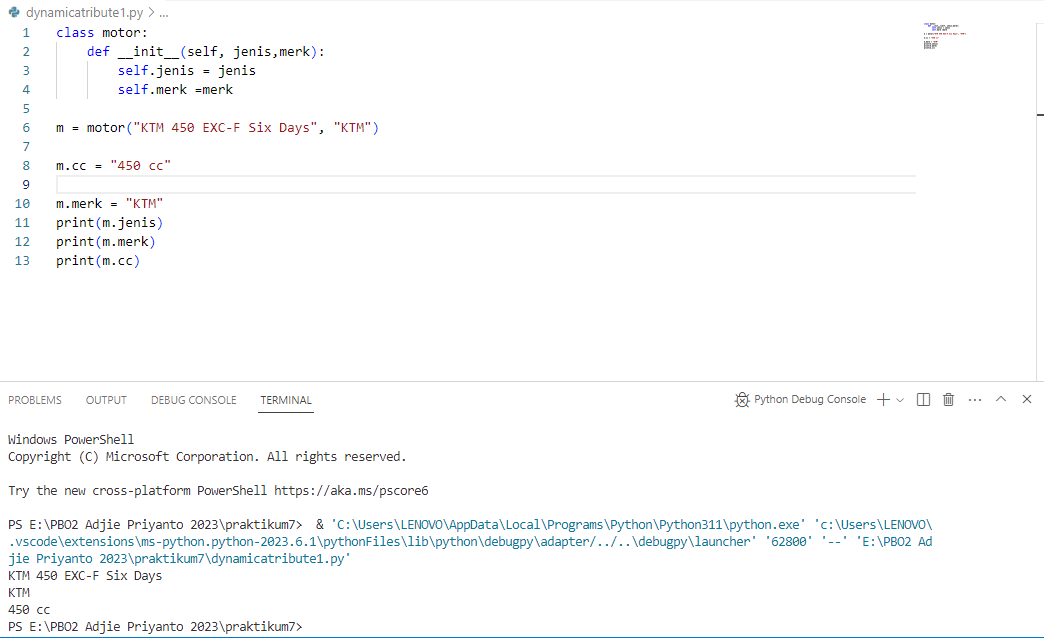 dynamicatribute1.py > ...
1 class motor:
2     def __init__(self, jenis,merk):
3         self.jenis = jenis
4         self.merk =merk
5
6 m = motor("KTM 450 EXC-F Six Days", "KTM")
7
8 m.cc = "450 cc"
9
10 m.merk = "KTM"
11 print(m.jenis)
12 print(m.merk)
13 print(m.cc)
PROBLEMS OUTPUT DEBUG CONSOLE TERMINAL Python Debug Console
Windows PowerShell
Copyright (C) Microsoft Corporation. All rights reserved.
Try the new cross-platform PowerShell https://aka.ms/pscore6
PS E:\PBO2 Adjie Priyanto 2023\praktikum7>  & 'C:\Users\LENOVO\AppData\Local\Programs\Python\Python311\python.exe' 'c:\Users\LENOVO\
.vscode\extensions\ms-python.python-2023.6.1\pythonFiles\lib\python\debugpy\adapter/../..\debugpy\launcher' '62800' '--' 'E:\PBO2 Ad
jie Priyanto 2023\praktikum7\dynamicatribute1.py'
KTM 450 EXC-F Six Days
KTM
450 cc
PS E:\PBO2 Adjie Priyanto 2023\praktikum7>